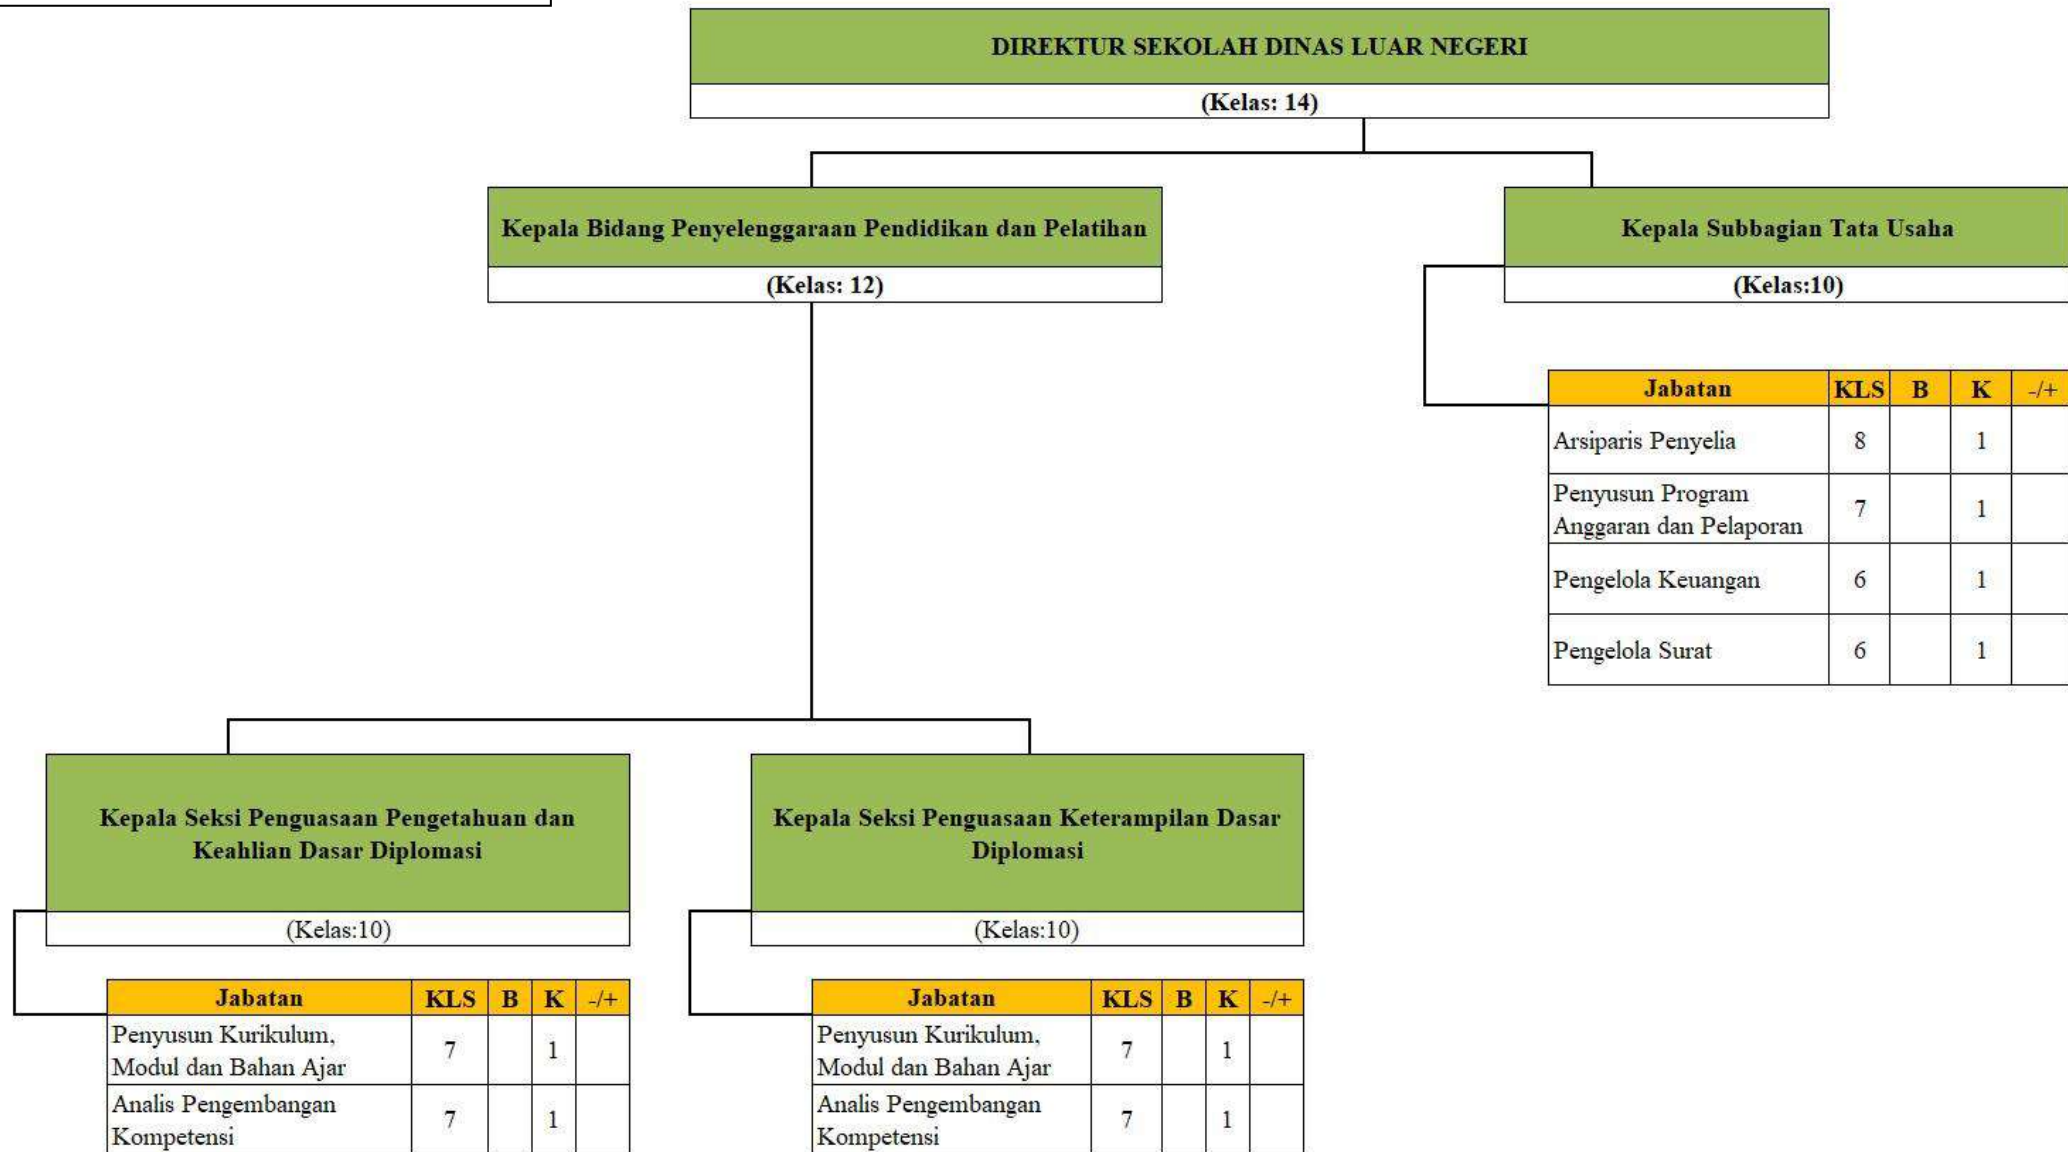 DIREKTUR SEKOLAH DINAS LUAR NEGERI
(Kelas: 14)
Kepala Bidang Penyelenggaraan Pendidikan dan Pelatihan
(Kelas: 12)
Kepala Subbagian Tata Usaha
(Kelas:10)
Jabatan KLS B K -/+
Arsiparis Penyelia 8 1
Penyusun Program
Anggaran dan Pelaporan 7 1
Pengelola Keuangan 6 1
Pengelola Surat 6 1
Kepala Seksi Penguasaan Pengetahuan dan
Keahlian Dasar Diplomasi
(Kelas:10)
Jabatan KLS B K -/+
Penyusun Kurikulum,
Modul dan Bahan Ajar 7 1
Analis Pengembangan
Kompetensi 7 1
Kepala Seksi Penguasaan Keterampilan Dasar
Diplomasi
(Kelas:10)
Jabatan KLS B K -/+
Penyusun Kurikulum,
Modul dan Bahan Ajar 7 1
Analis Pengembangan
Kompetensi 7 1